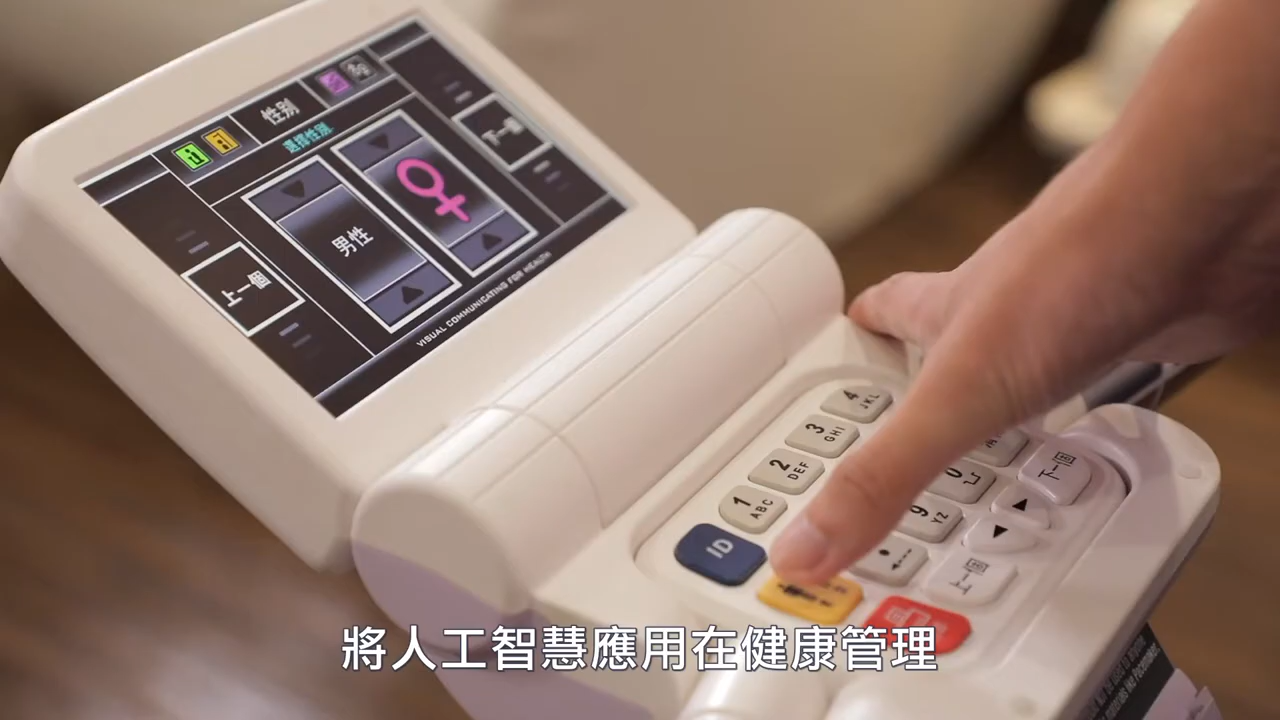 性別
選擇性別
下一個
男性
上一個
VISUAL COMMUNICATING FOR HEALTH
4 JKL
3 GHI
2 DEF
1 ABC
ID
0
9 YZ
下一個
上一個
將人工智慧應用在健康管理